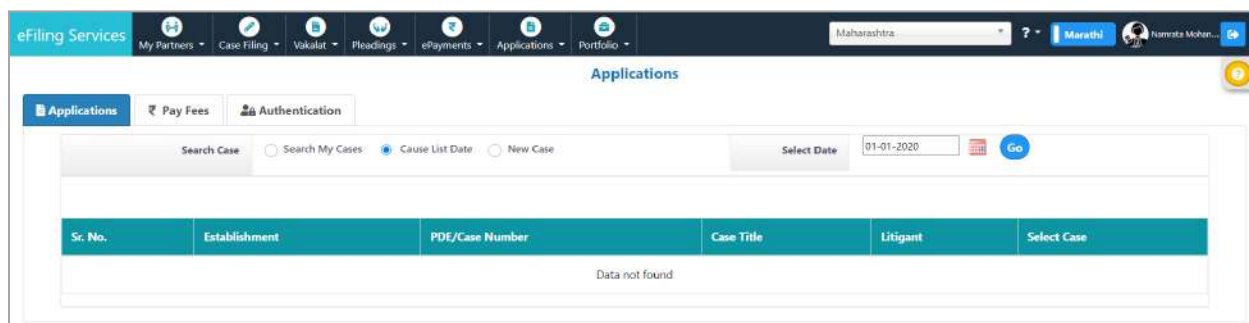 eFiling Services
My Partners Case Filing Vakalat Pleadings ePayments Applications Portfolio
Maharashtra
? Marathi Namrata Mohan...
Applications
Applications ₹ Pay Fees Authentication
Search Case Search My Cases Cause List Date New Case Select Date 01-01-2020 Go
Sr. No. Establishment PDE/Case Number Case Title Litigant Select Case
Data not found